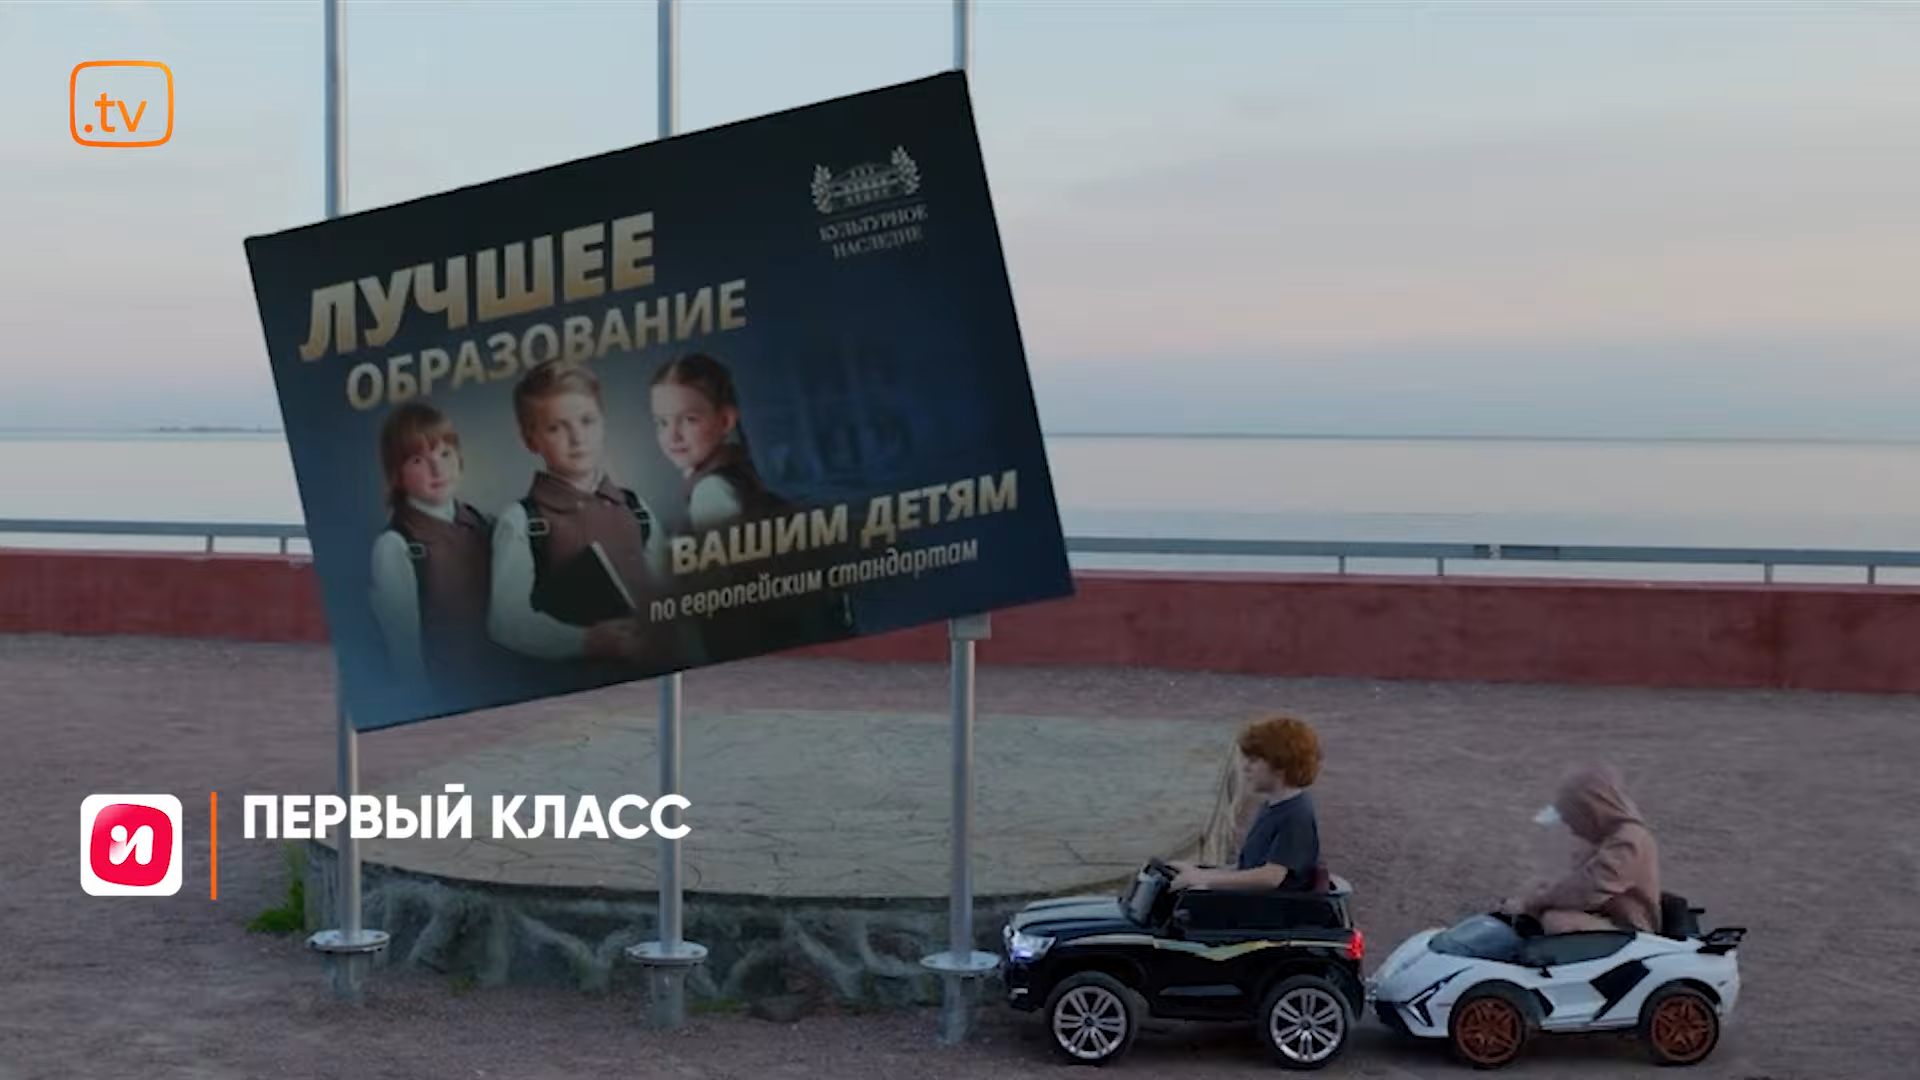 .tv
КУЛЬТУРНОЕ
НАСЛЕДИЕ
ЛУЧШЕЕ
ОБРАЗОВАНИЕ
ВАШИМ ДЕТЯМ
по европейским стандартам
и
ПЕРВЫЙ КЛАСС